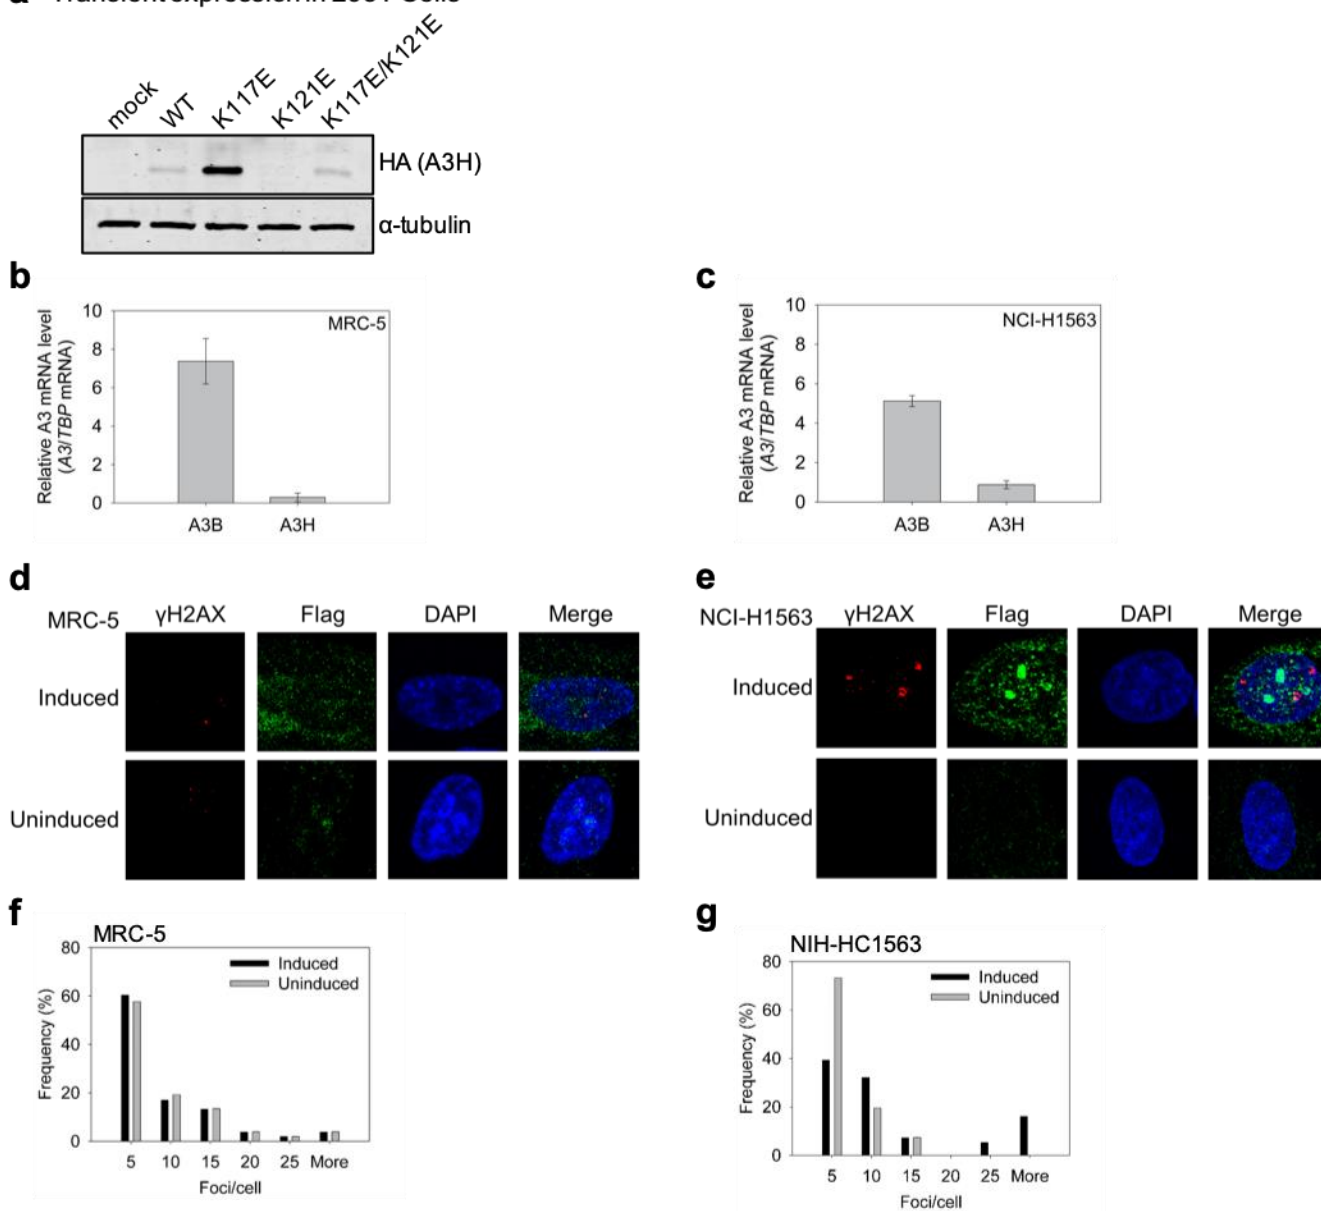 mock WT K117E K121E K117E/K121E
HA (A3H)
α-tubulin
b
Relative A3 mRNA level
(A3/TBP mRNA)
10
8
6
4
2
0
MRC-5
A3B A3H
c
Relative A3 mRNA level
(A3/TBP mRNA)
10
8
6
4
2
0
NCI-H1563
A3B A3H
d
MRC-5 γH2AX Flag DAPI Merge
Induced
Uninduced
e
NCI-H1563 γH2AX Flag DAPI Merge
Induced
Uninduced
f
MRC-5
Frequency (%)
80
60
40
20
0
Induced
Uninduced
5 10 15 20 25 More
Foci/cell
g
NIH-HC1563
Frequency (%)
80
60
40
20
0
Induced
Uninduced
5 10 15 20 25 More
Foci/cell